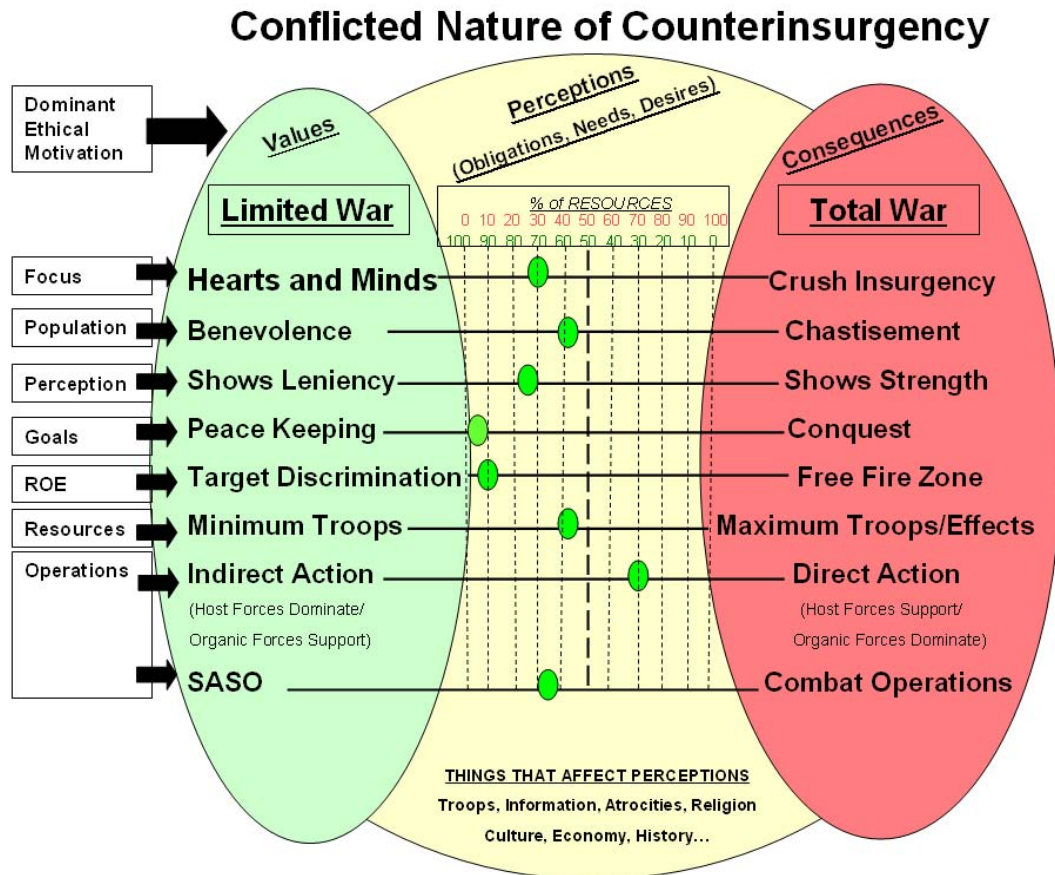 Conflicted Nature of Counterinsurgency
Dominant
Ethical
Motivation
Values
Perceptions
(Obligations, Needs, Desires)
Consequences
Limited War
% of RESOURCES
0 10 20 30 40 50 60 70 80 90 100
100 90 80 70 60 50 40 30 20 10 0
Total War
Focus
Hearts and Minds
Crush Insurgency
Population
Benevolence
Chastisement
Perception
Shows Leniency
Shows Strength
Goals
Peace Keeping
Conquest
ROE
Target Discrimination
Free Fire Zone
Resources
Minimum Troops
Maximum Troops/Effects
Operations
Indirect Action
Direct Action
(Host Forces Dominate/
Organic Forces Support)
(Host Forces Support/
Organic Forces Dominate)
SASO
Combat Operations
THINGS THAT AFFECT PERCEPTIONS
Troops, Information, Atrocities, Religion
Culture, Economy, History...